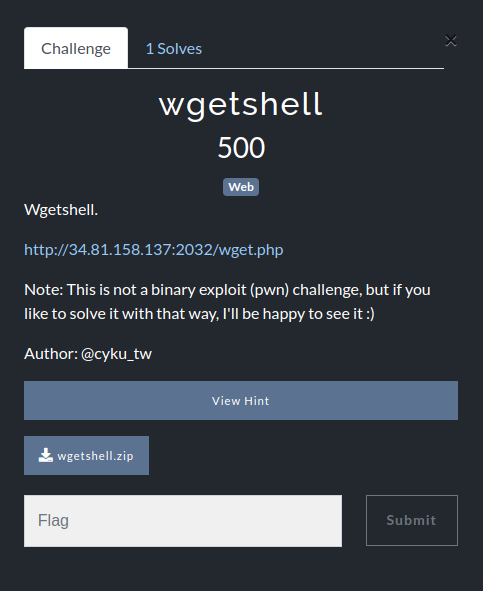 Challenge
1 Solves
×
wgetshell
500
Web
Wgetshell.
http://34.81.158.137:2032/wget.php
Note: This is not a binary exploit (pwn) challenge, but if you
like to solve it with that way, I'll be happy to see it :)
Author: @cyku_tw
View Hint
wgetshell.zip
Flag
Submit